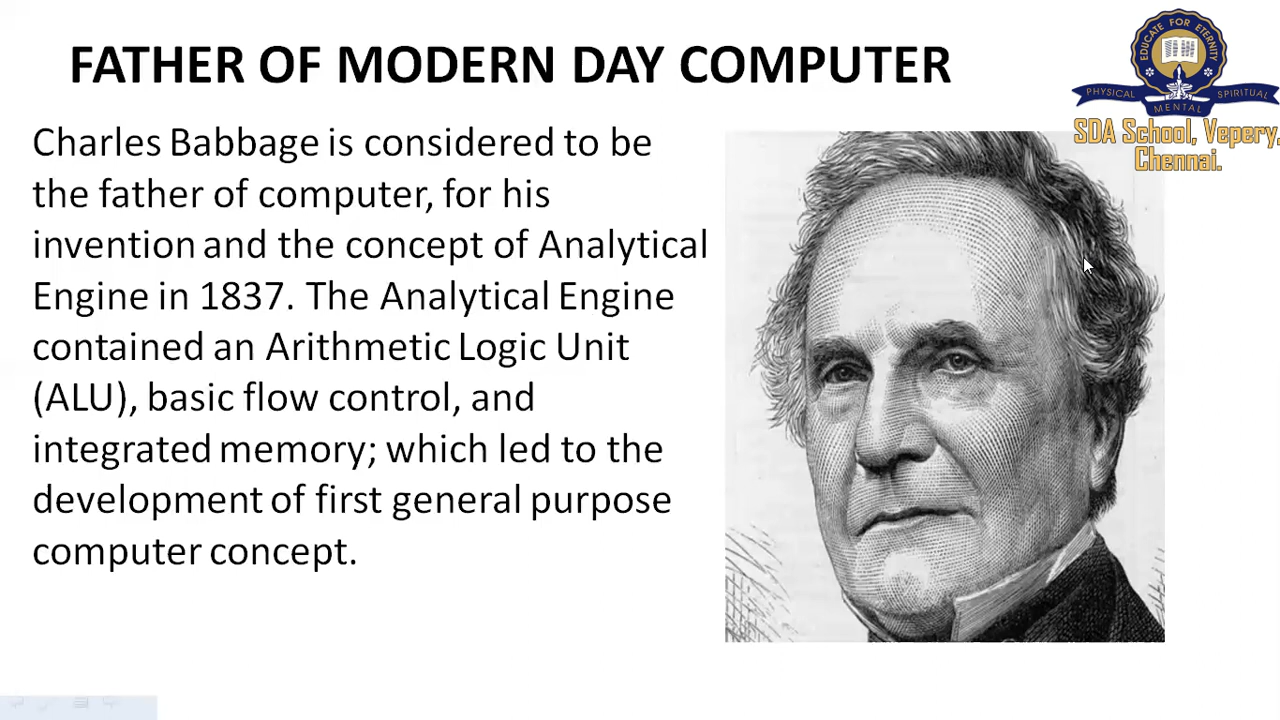 FATHER OF MODERN DAY COMPUTER
EDUCATE FOR ETERNITY
PHYSICAL
MENTAL
SPIRITUAL
SDA School, Vepery,
Chennai.
Charles Babbage is considered to be
the father of computer, for his
invention and the concept of Analytical
Engine in 1837. The Analytical Engine
contained an Arithmetic Logic Unit
(ALU), basic flow control, and
integrated memory; which led to the
development of first general purpose
computer concept.